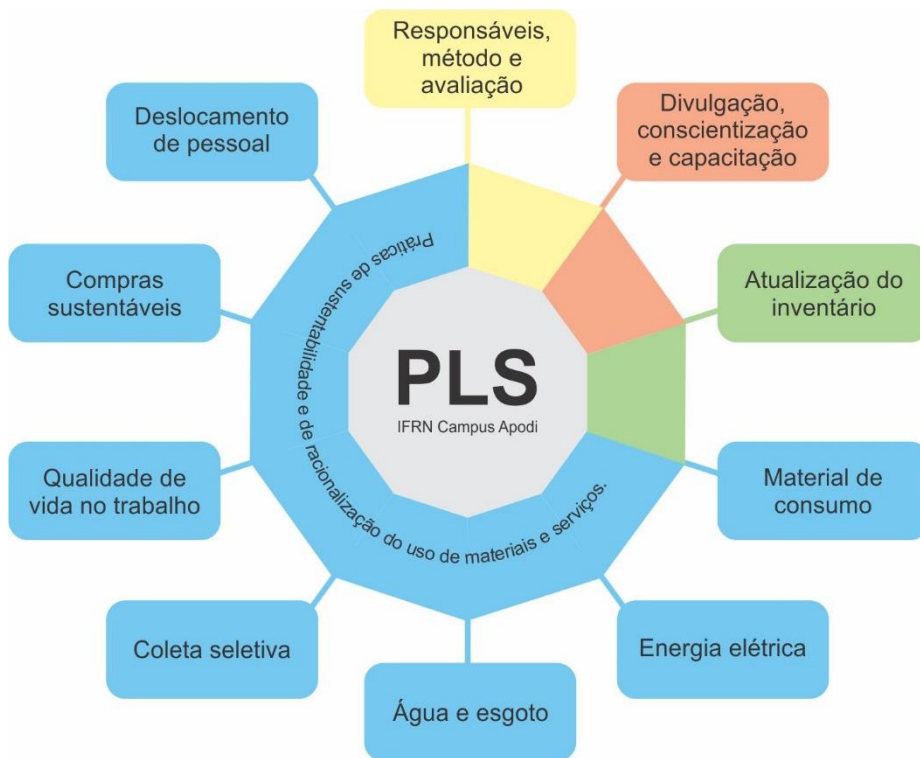 Responsáveis,
método e
avaliação
Divulgação,
conscientização
e capacitação
Atualização do
inventário
Material de
consumo
Energia elétrica
Água e esgoto
Coleta seletiva
Qualidade de
vida no trabalho
Compras
sustentáveis
Deslocamento
de pessoal
Práticas de sustentabilidade e de racionalização do uso de materiais e serviços.
PLS
IFRN Campus Apodi